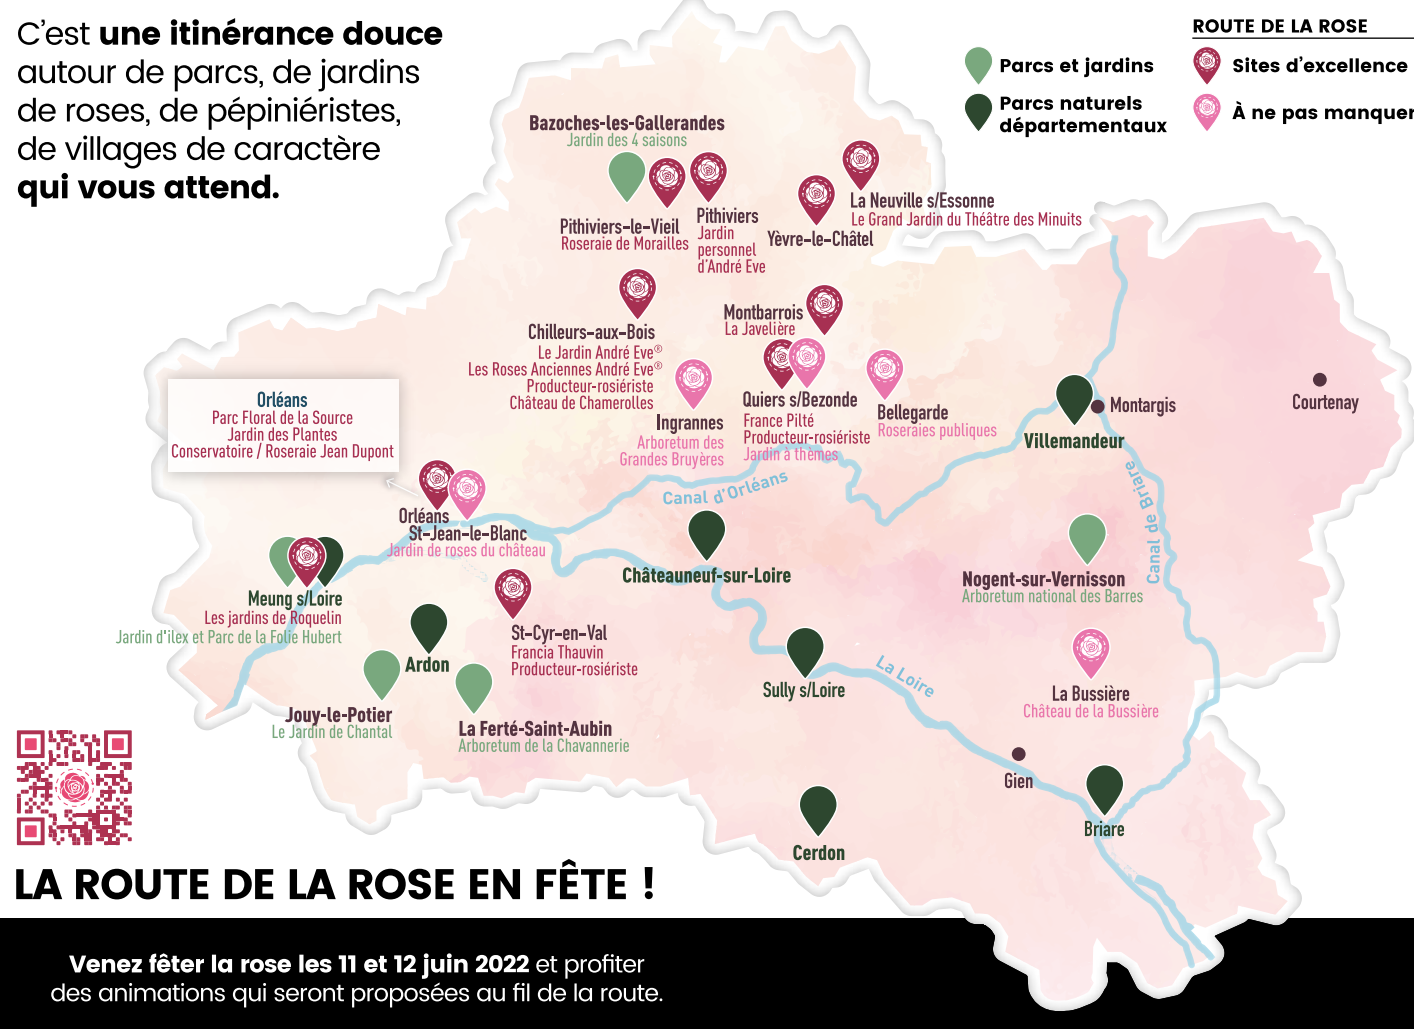 C’est une itinérance douce
autour de parcs, de jardins
de roses, de pépiniéristes,
de villages de caractère
qui vous attend.
ROUTE DE LA ROSE
Parcs et jardins
Sites d’excellence
Parcs naturels
départementaux
À ne pas manquer
Bazoches-les-Gallerandes
Jardin des 4 saisons
Pithiviers-le-Vieil
Roseraie de Morailles
Pithiviers
Jardin
personnel
d’André Eve
Yèvre-le-Châtel
La Neuville s/Essonne
Le Grand Jardin du Théâtre des Minuits
Chilleurs-aux-Bois
Le Jardin André Eve®
Les Roses Anciennes André Eve®
Producteur-rosiériste
Château de Chamerolles
Montbarrois
La Javelière
Ingrannes
Arboretum des
Grandes Bruyères
Quiers s/Bezonde
France Pilté
Producteur-rosiériste
Jardin à thèmes
Bellegarde
Roseraies publiques
Villemandeur
Montargis
Courtenay
Orléans
Parc Floral de la Source
Jardin des Plantes
Conservatoire / Roseraie Jean Dupont
Canal d’Orléans
Canal de Briare
Orléans
St-Jean-le-Blanc
Jardin de roses du château
Châteauneuf-sur-Loire
Nogent-sur-Vernisson
Arboretum national des Barres
Meung s/Loire
Les jardins de Roquelin
Jardin d'ilex et Parc de la Folie Hubert
Ardon
St-Cyr-en-Val
Francia Thauvin
Producteur-rosiériste
Sully s/Loire
La Loire
La Bussière
Château de la Bussière
Jouy-le-Potier
Le Jardin de Chantal
La Ferté-Saint-Aubin
Arboretum de la Chavannerie
Gien
Briare
Cerdon
LA ROUTE DE LA ROSE EN FÊTE !
Venez fêter la rose les 11 et 12 juin 2022 et profiter
des animations qui seront proposées au fil de la route.